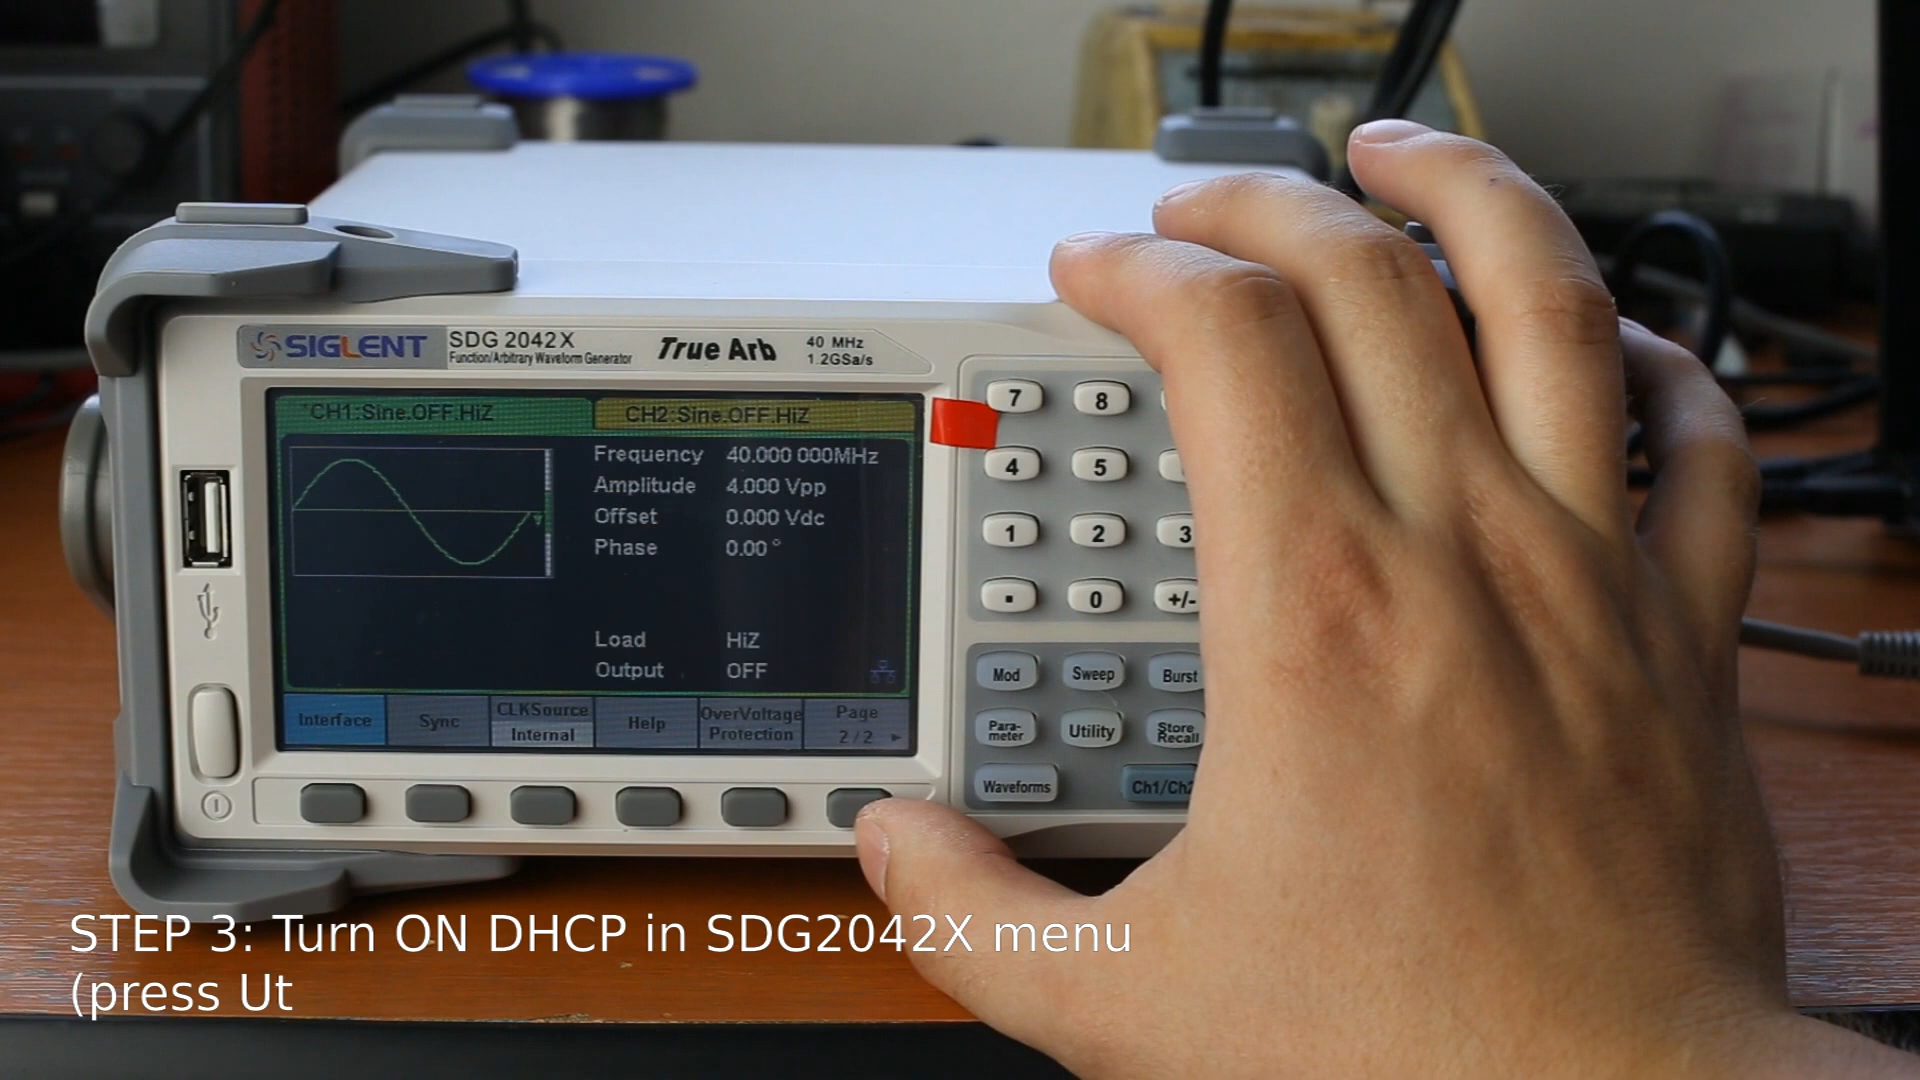 SIGLENT
SDG 2042X
Function/Arbitrary Waveform Generator
True Arb
40 MHz
1.2GSa/s
*CH1:Sine.OFF.HiZ
CH2:Sine.OFF.HiZ
Frequency 40.000 000MHz
Amplitude 4.000 Vpp
Offset 0.000 Vdc
Phase 0.00 °
Load HiZ
Output OFF
Interface
Sync
CLKSource
Internal
Help
OverVoltage
Protection
Page
2/2 ►
7 8
4 5
1 2 3
. 0 +/-
Mod Sweep Burst
Para-
meter
Utility
Store
Recall
Waveforms
Ch1/Ch2
STEP 3: Turn ON DHCP in SDG2042X menu
(press Ut